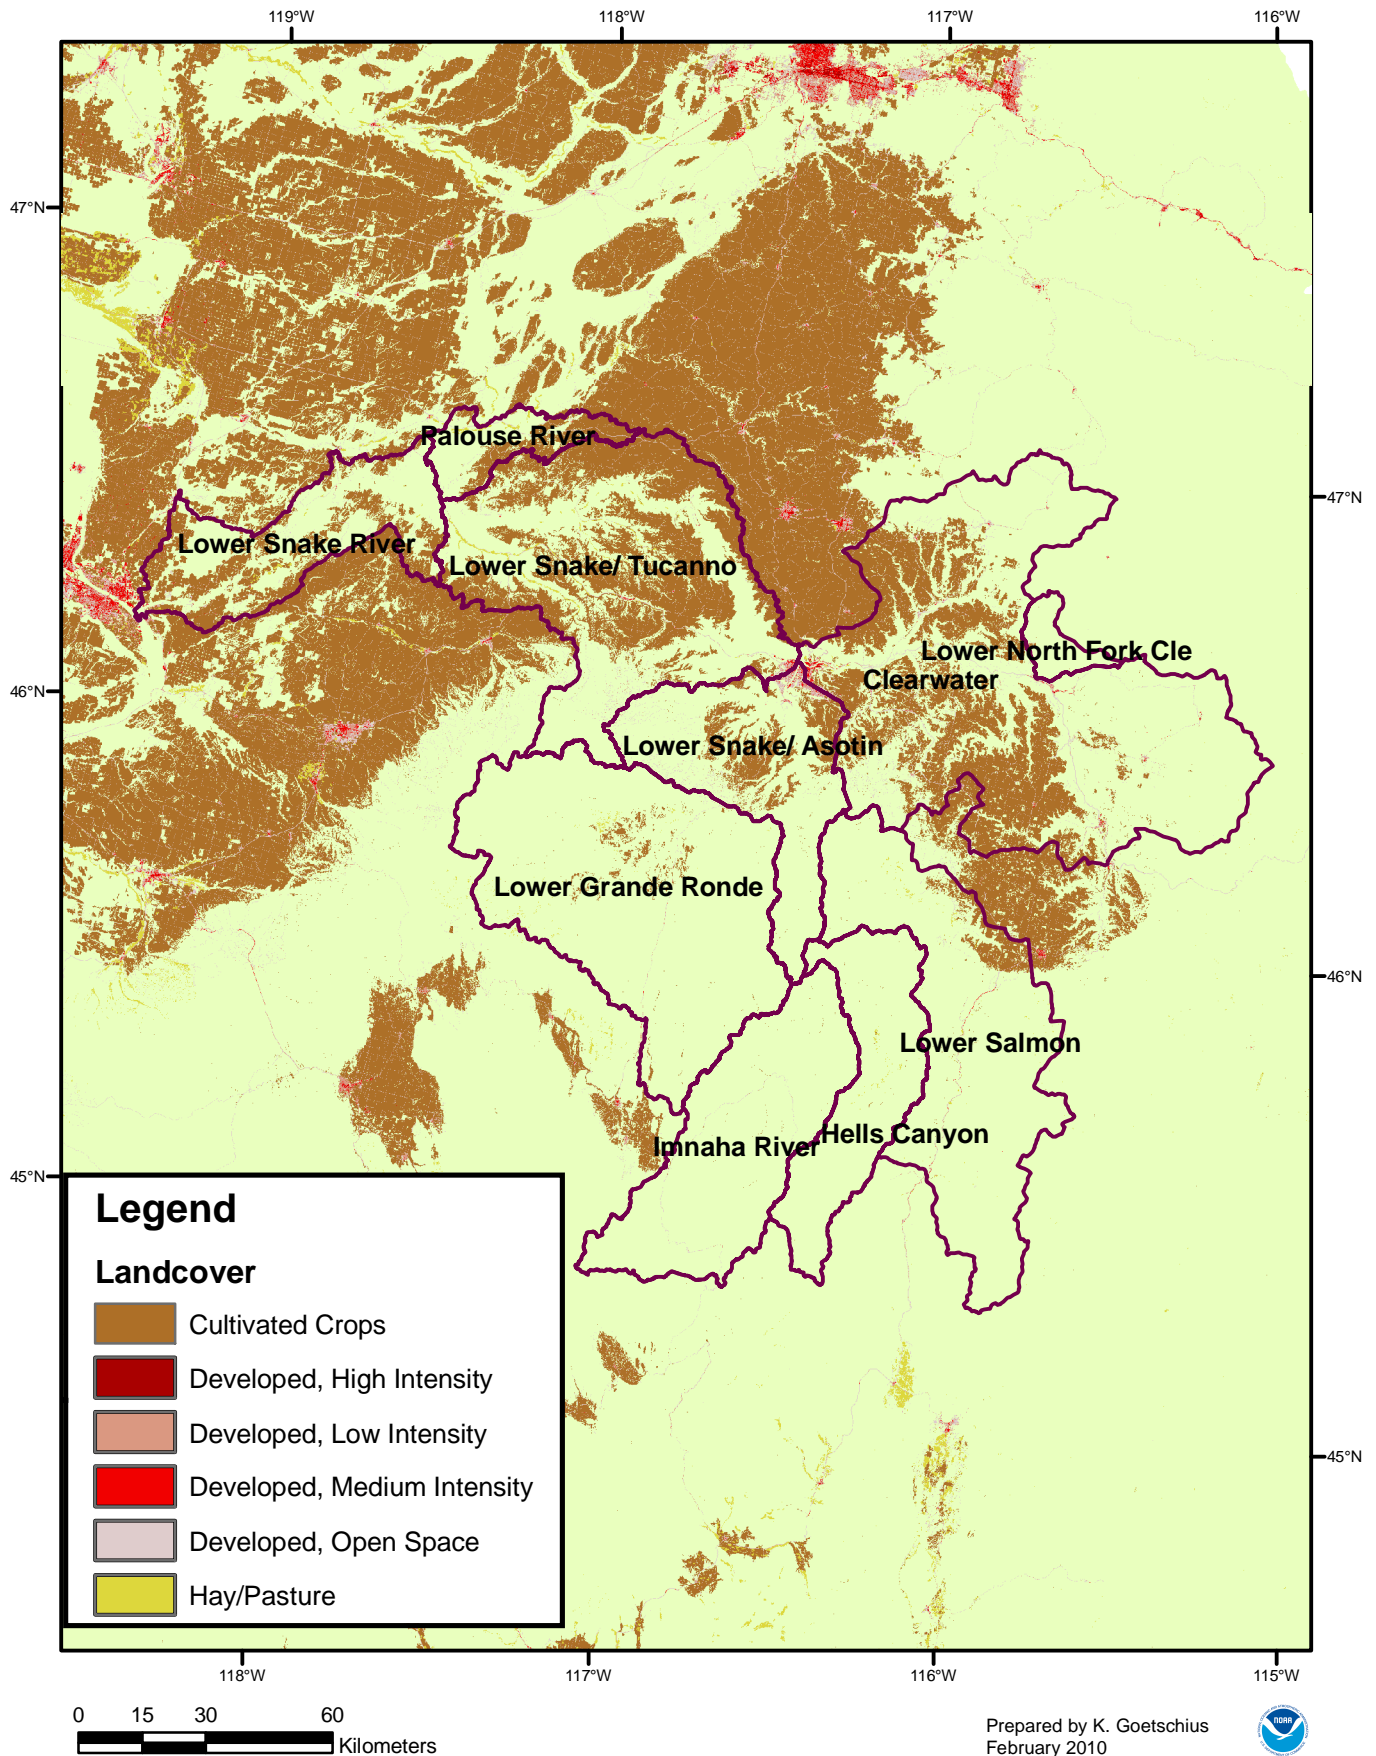 119°W 118°W 117°W 116°W
47°N
Palouse River
47°N
Lower Snake River
Lower Snake/ Tucanno
Lower North Fork Cle
Clearwater
46°N
Lower Snake/ Asotin
Lower Grande Ronde
46°N
Lower Salmon
Hells Canyon
Imnaha River
45°N
Legend
Landcover
Cultivated Crops
Developed, High Intensity
Developed, Low Intensity
45°N
Developed, Medium Intensity
Developed, Open Space
Hay/Pasture
118°W 117°W 116°W 115°W
0 15 30 60
Kilometers
Prepared by K. Goetschius
February 2010
NOAA